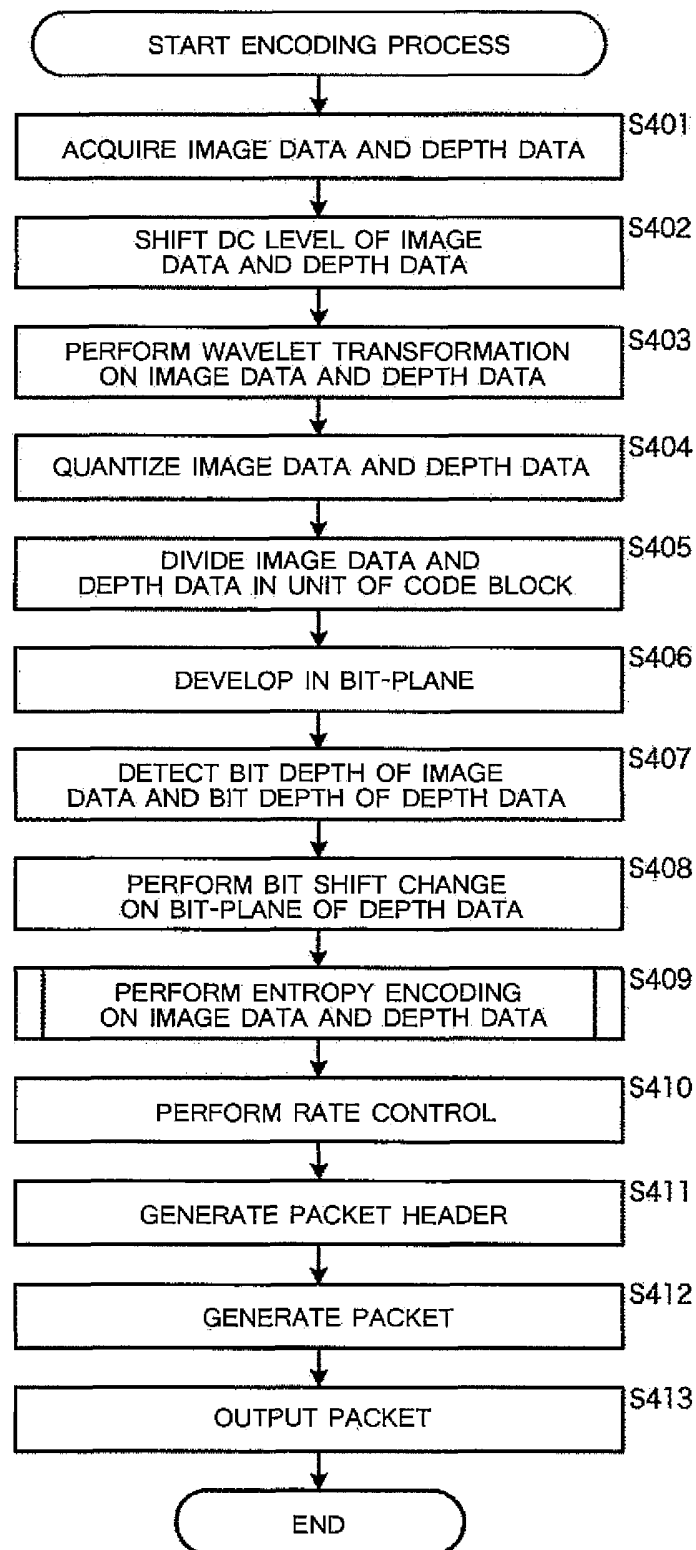 START ENCODING PROCESS
S401
ACQUIRE IMAGE DATA AND DEPTH DATA
S402
SHIFT DC LEVEL OF IMAGE
DATA AND DEPTH DATA
S403
PERFORM WAVELET TRANSFORMATION
ON IMAGE DATA AND DEPTH DATA
S404
QUANTIZE IMAGE DATA AND DEPTH DATA
S405
DIVIDE IMAGE DATA AND
DEPTH DATA IN UNIT OF CODE BLOCK
S406
DEVELOP IN BIT-PLANE
S407
DETECT BIT DEPTH OF IMAGE
DATA AND BIT DEPTH OF DEPTH DATA
S408
PERFORM BIT SHIFT CHANGE
ON BIT-PLANE OF DEPTH DATA
S409
PERFORM ENTROPY ENCODING
ON IMAGE DATA AND DEPTH DATA
S410
PERFORM RATE CONTROL
S411
GENERATE PACKET HEADER
S412
GENERATE PACKET
S413
OUTPUT PACKET
END